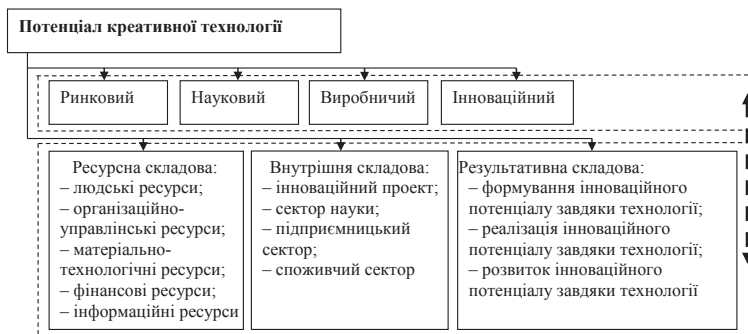 Потенціал креативної технології
Ринковий
Науковий
Виробничий
Інноваційний
Ресурсна складова:
– людські ресурси;
– організаційно-
управлінські ресурси;
– матеріально-
технологічні ресурси;
– фінансові ресурси;
– інформаційні ресурси
Внутрішня складова:
– інноваційний проект;
– сектор науки;
– підприємницький
сектор;
– споживчий сектор
Результативна складова:
– формування інноваційного
потенціалу завдяки технології;
– реалізація інноваційного
потенціалу завдяки технології;
– розвиток інноваційного
потенціалу завдяки технології